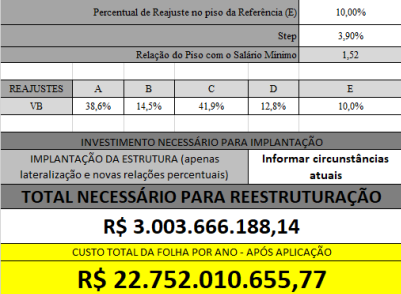 Percentual de Reajuste no piso da Referência (E) 10,00%
Step 3,90%
Relação do Piso com o Salário Mínimo 1,52
REAJUSTES A B C D E
VB 38,6% 14,5% 41,9% 12,8% 10,0%
INVESTIMENTO NECESSÁRIO PARA IMPLANTAÇÃO
IMPLANTAÇÃO DA ESTRUTURA (apenas Informar circunstâncias
lateralização e novas relações percentuais) atuais
TOTAL NECESSÁRIO PARA REESTRUTURAÇÃO
R$ 3.003.666.188,14
CUSTO TOTAL DA FOLHA POR ANO - APÓS APLICAÇÃO
R$ 22.752.010.655,77